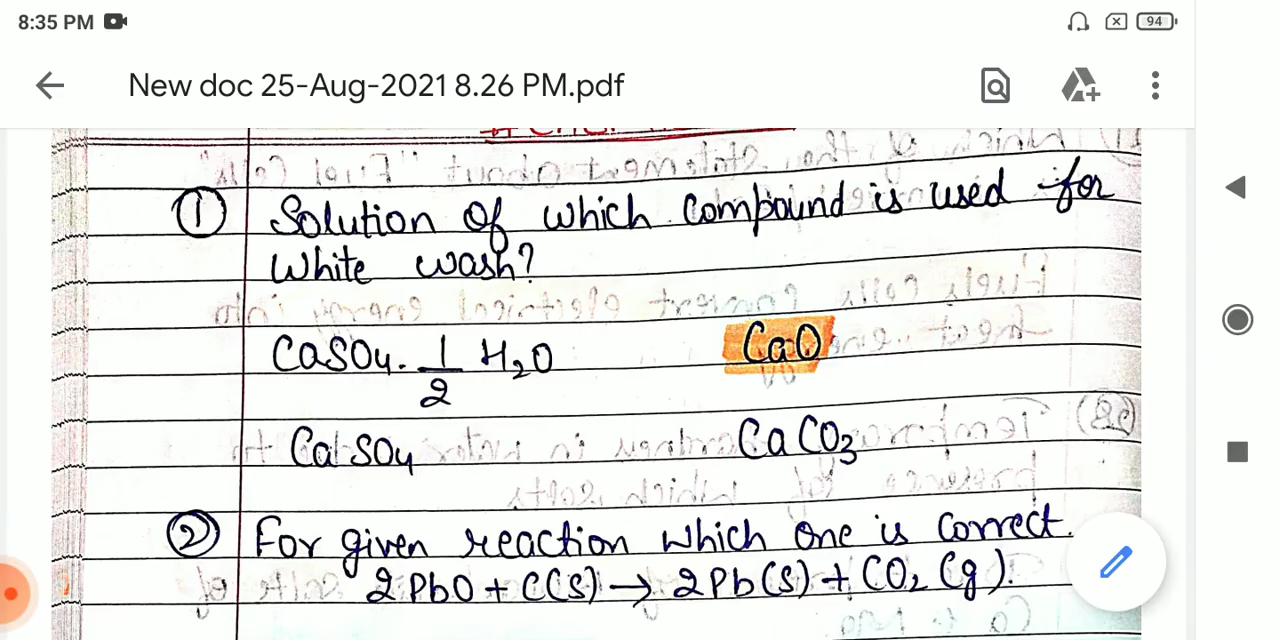 8:35 PM
94
New doc 25-Aug-2021 8.26 PM.pdf
① Solution of which compound is used for
White wash?
CaSO4. 1/2 H2O CaO
CaSO4 CaCO3
② For given reaction which one is correct.
2PbO + C(s) → 2Pb(s) + CO2 (g).